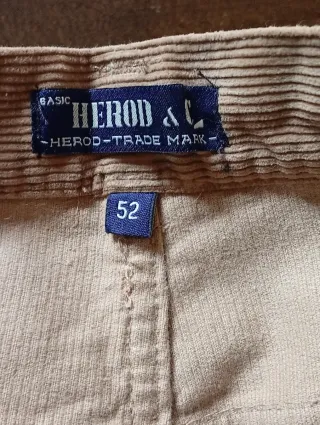 BASIC
HEROD & C.
-HEROD-TRADE MARK-
52